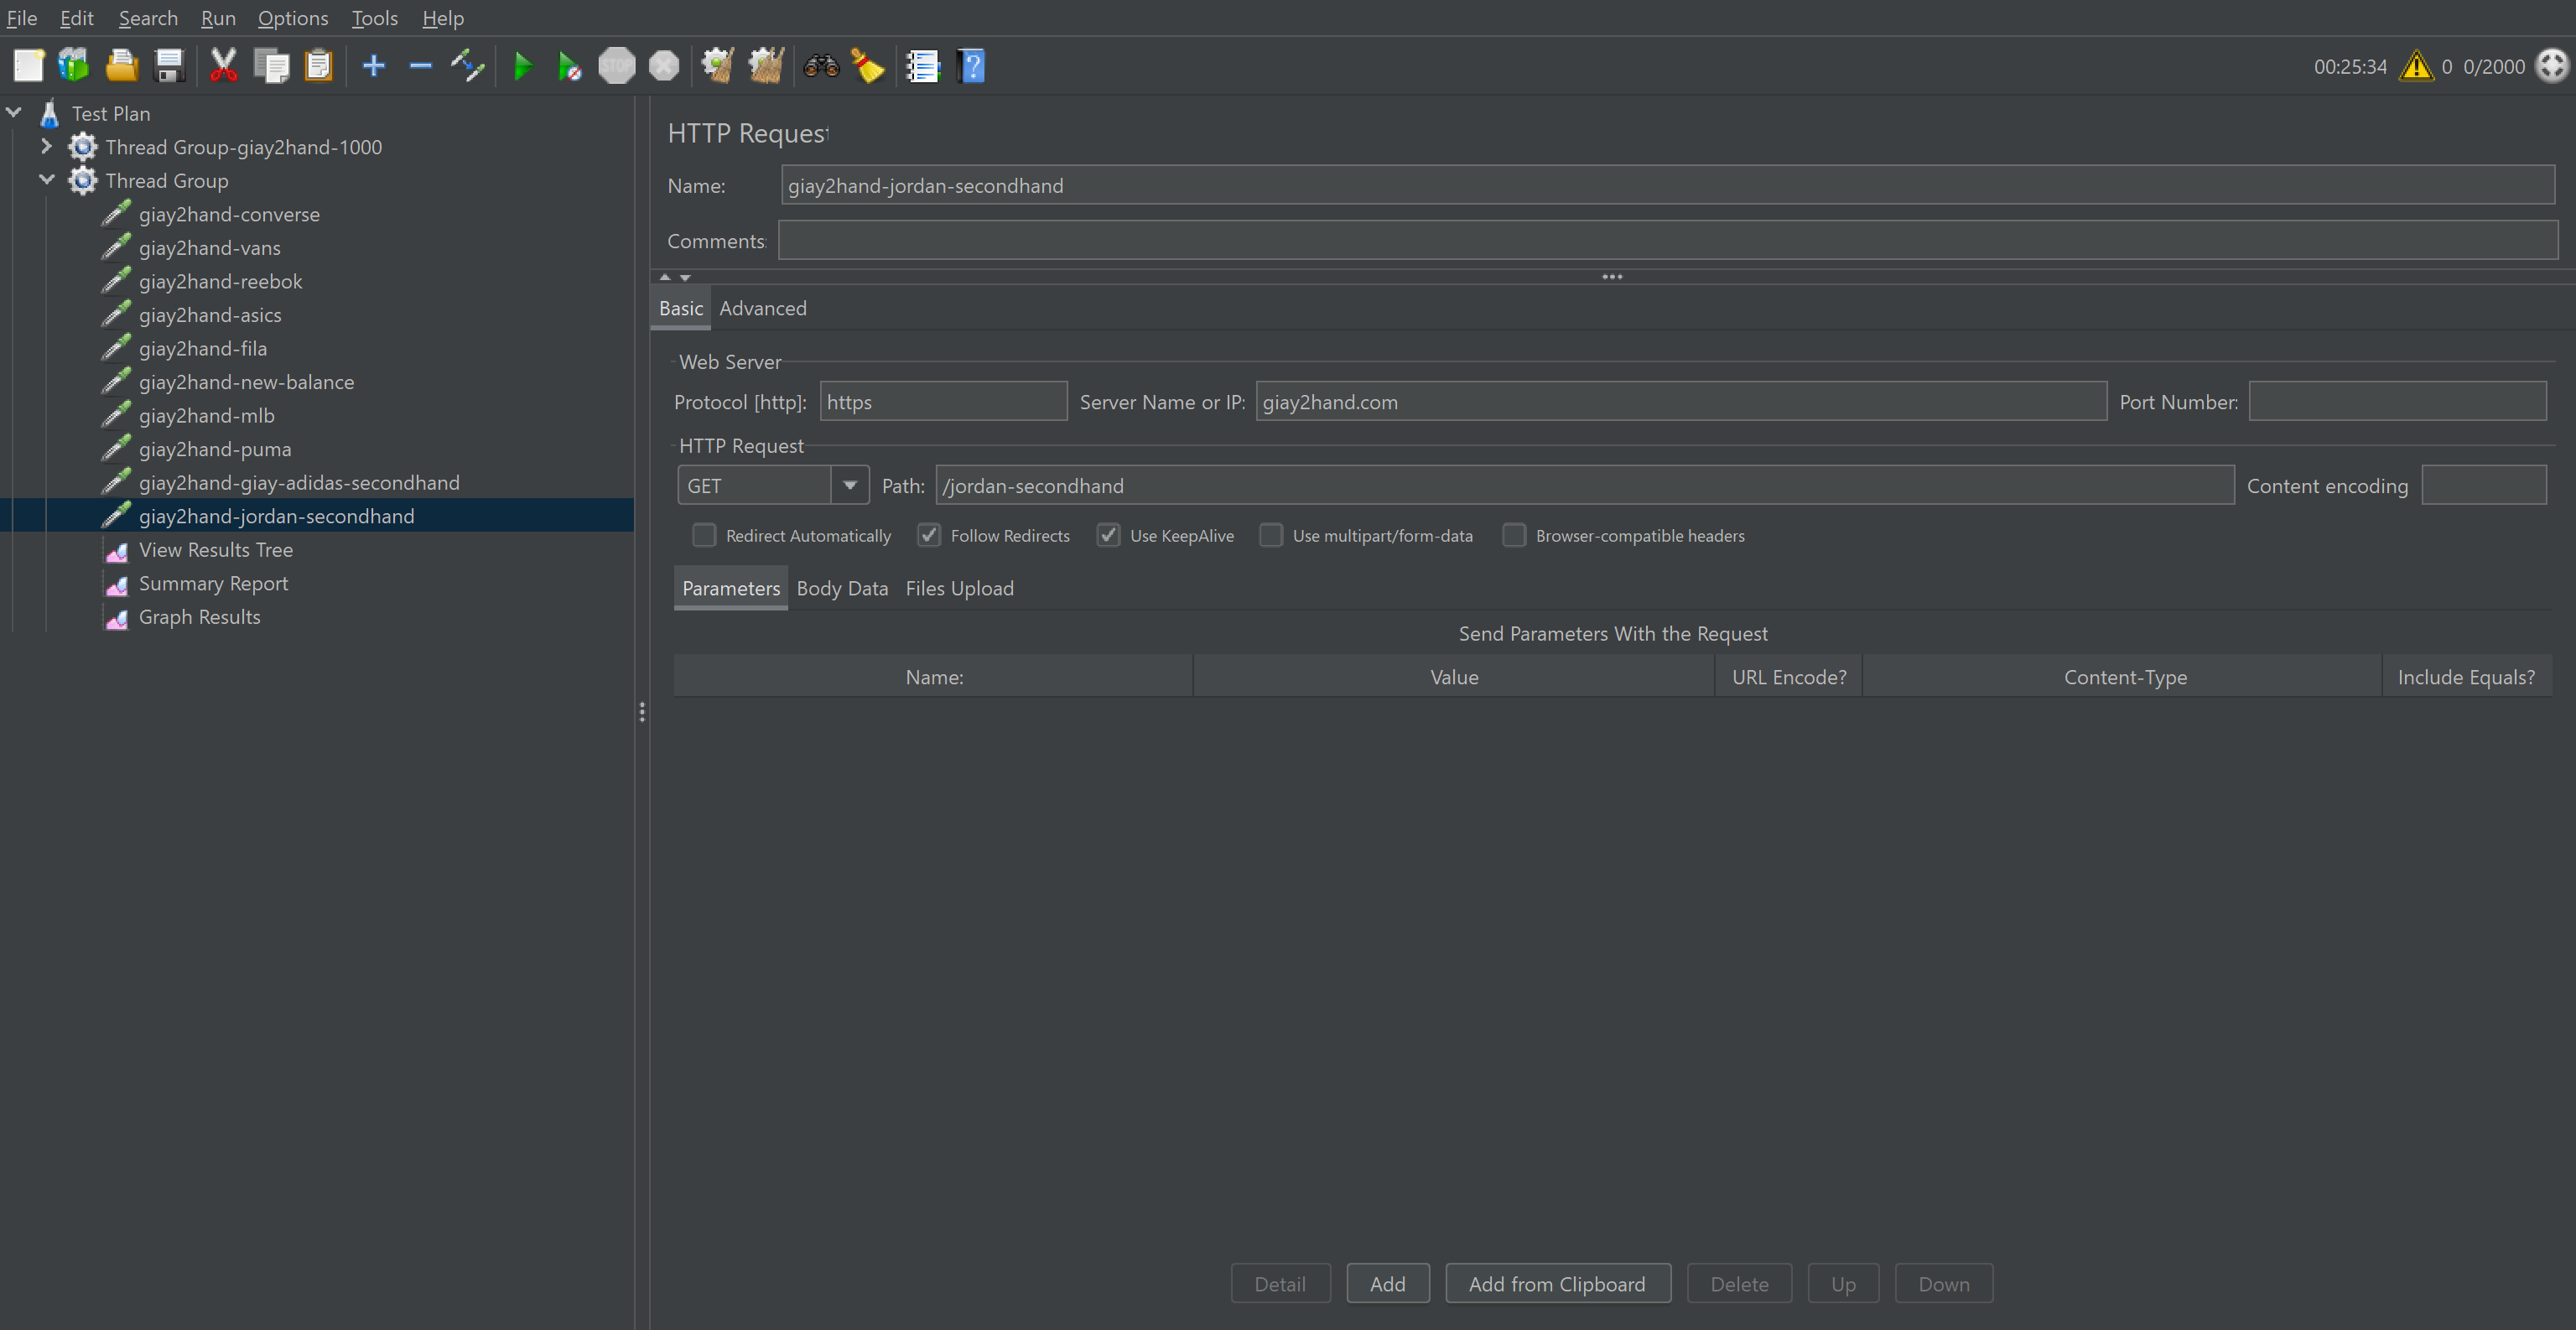 File Edit Search Run Options Tools Help
STOP ? 00:25:34 0 0/2000
Test Plan
Thread Group-giay2hand-1000
Thread Group
giay2hand-converse
giay2hand-vans
giay2hand-reebok
giay2hand-asics
giay2hand-fila
giay2hand-new-balance
giay2hand-mlb
giay2hand-puma
giay2hand-giay-adidas-secondhand
giay2hand-jordan-secondhand
View Results Tree
Summary Report
Graph Results
HTTP Request
Name: giay2hand-jordan-secondhand
Comments:
Basic Advanced
Web Server
Protocol [http]: https Server Name or IP: giay2hand.com Port Number:
HTTP Request
GET Path: /jordan-secondhand Content encoding
Redirect Automatically Follow Redirects Use KeepAlive Use multipart/form-data Browser-compatible headers
Parameters Body Data Files Upload
Send Parameters With the Request
Name: Value URL Encode? Content-Type Include Equals?
Detail Add Add from Clipboard Delete Up Down